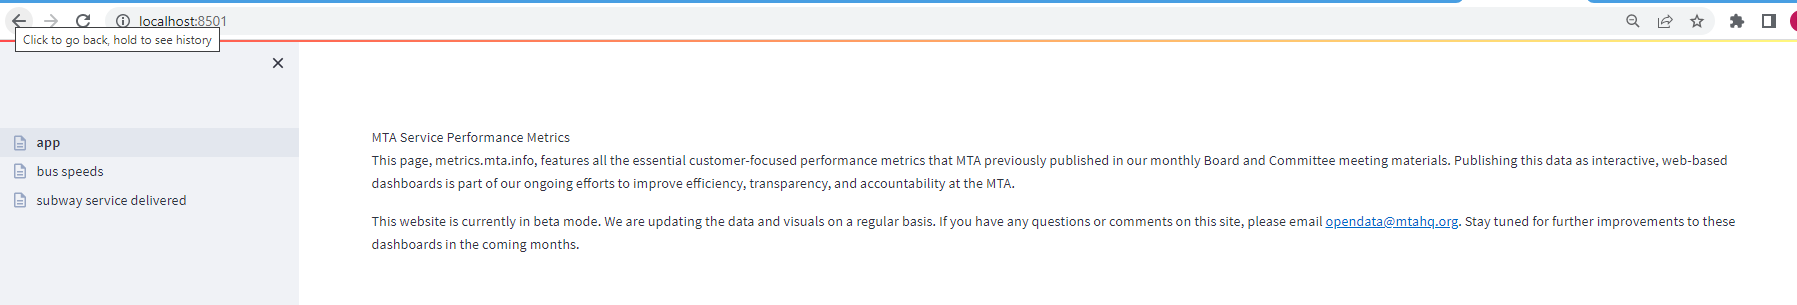 localhost:8501
Click to go back, hold to see history
app
bus speeds
subway service delivered
MTA Service Performance Metrics
This page, metrics.mta.info, features all the essential customer-focused performance metrics that MTA previously published in our monthly Board and Committee meeting materials. Publishing this data as interactive, web-based
dashboards is part of our ongoing efforts to improve efficiency, transparency, and accountability at the MTA.
This website is currently in beta mode. We are updating the data and visuals on a regular basis. If you have any questions or comments on this site, please email opendata@mtahq.org. Stay tuned for further improvements to these
dashboards in the coming months.